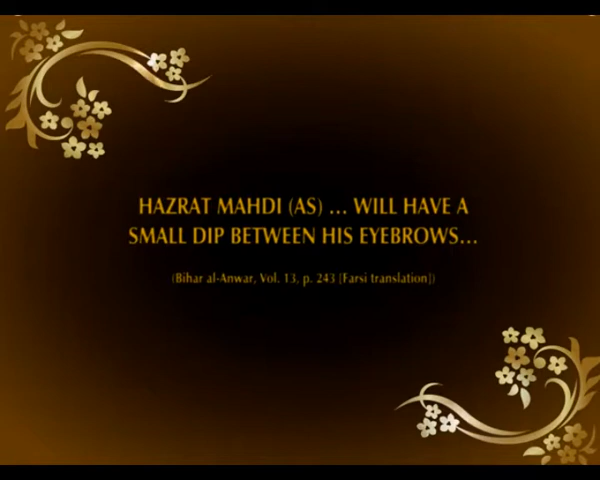 HAZRAT MAHDI (AS) ... WILL HAVE A
SMALL DIP BETWEEN HIS EYEBROWS...
(Bihar al-Anwar, Vol. 13, p. 243 [Farsi translation])